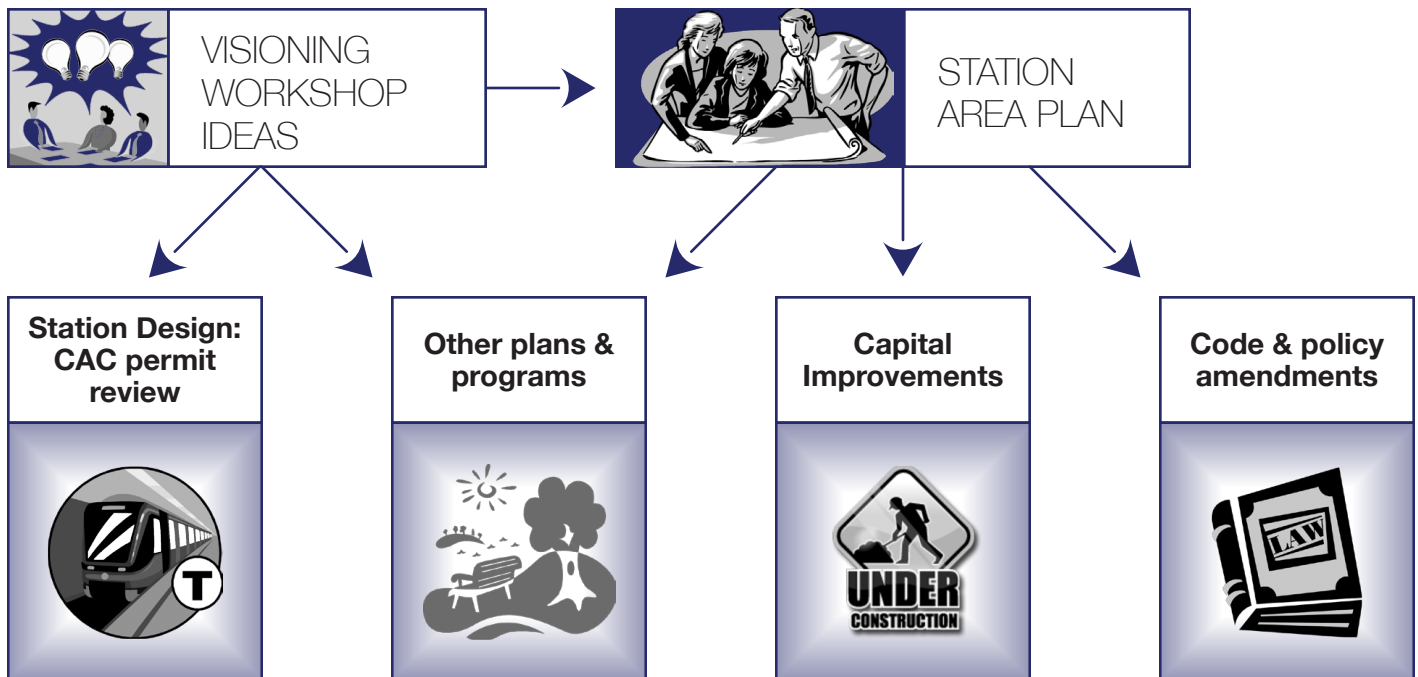 VISIONING
WORKSHOP
IDEAS
STATION
AREA PLAN
Station Design:
CAC permit
review
Other plans &
programs
Capital
Improvements
Code & policy
amendments
T
UNDER
CONSTRUCTION
LAW